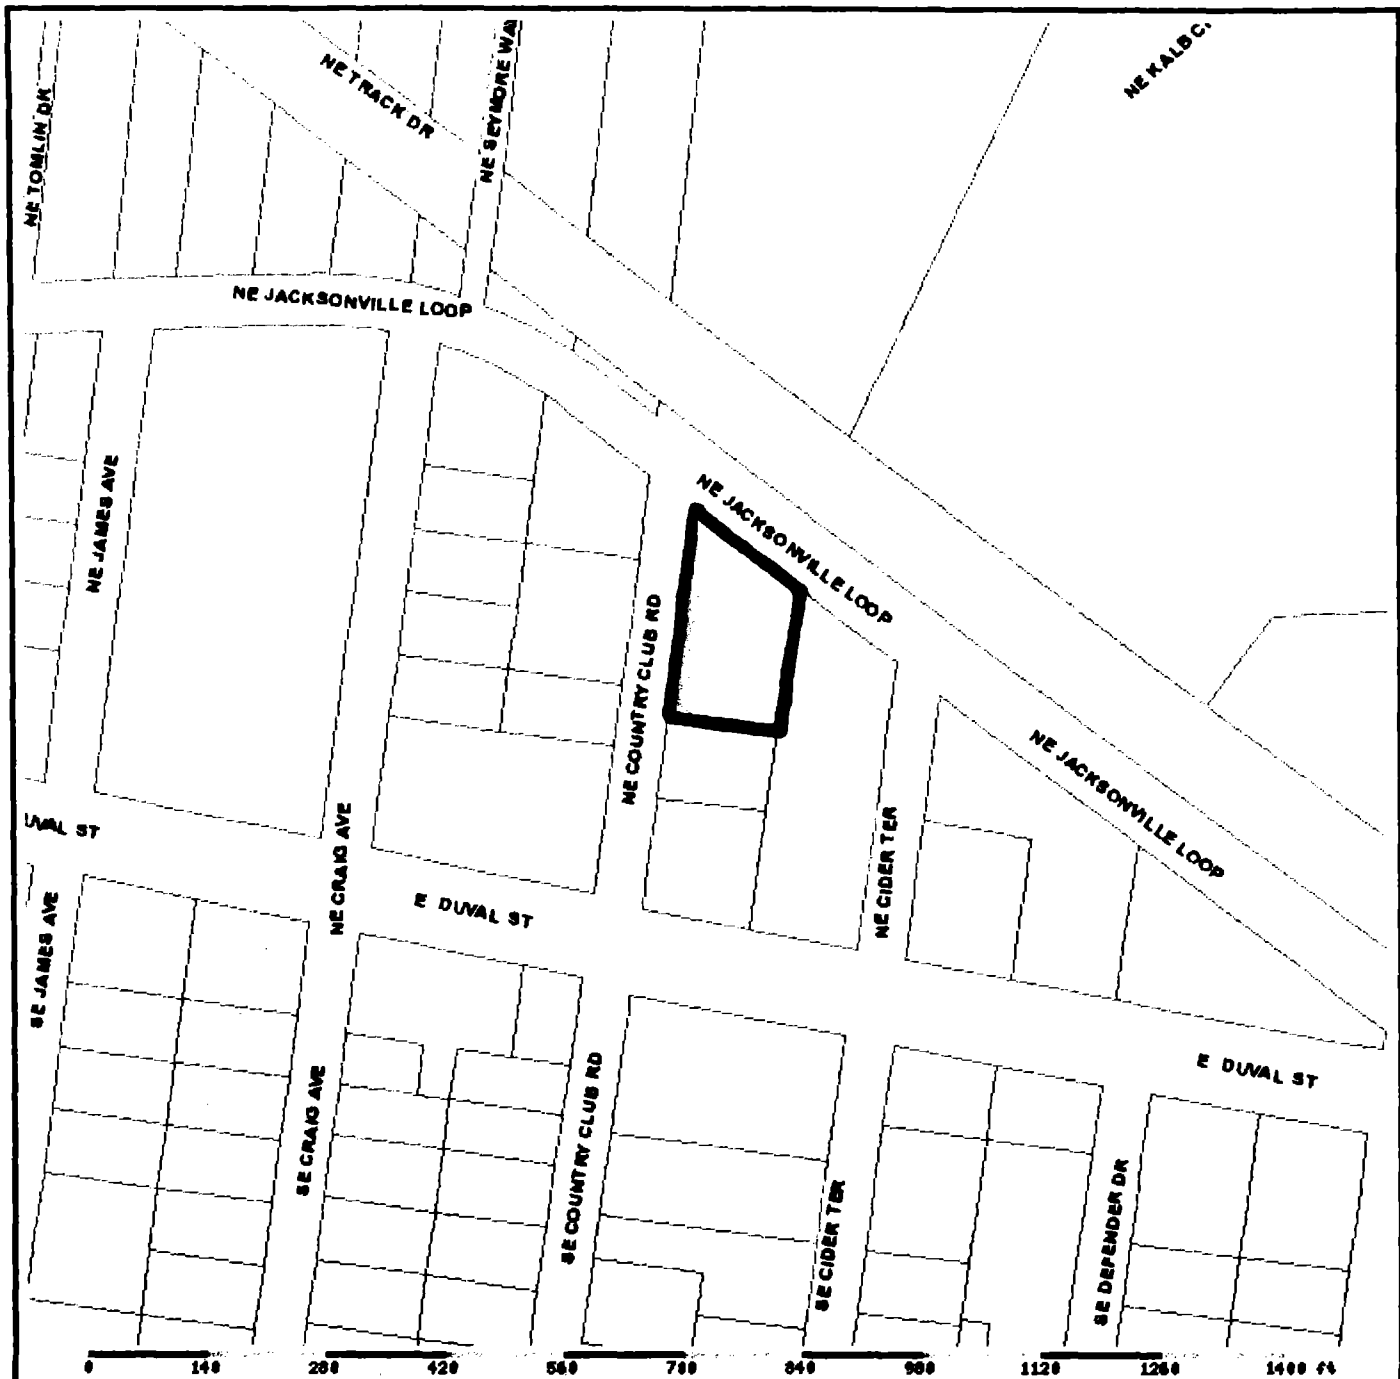 NE TOMLIN DR
NE TRACK DR
NE SEYMORE WA
NE KALB C
NE JACKSONVILLE LOOP
NE JAMES AVE
NE JACKSONVILLE LOOP
NE COUNTRY CLUB RD
NE JACKSONVILLE LOOP
UVAL ST
NE CRAIG AVE
NE CIDER TER
E DUVAL ST
SE JAMES AVE
SE CRAIG AVE
SE COUNTRY CLUB RD
E DUVAL ST
SE CIDER TER
SE DEFENDER DR
0 140 280 420 560 700 840 980 1120 1260 1400 ft